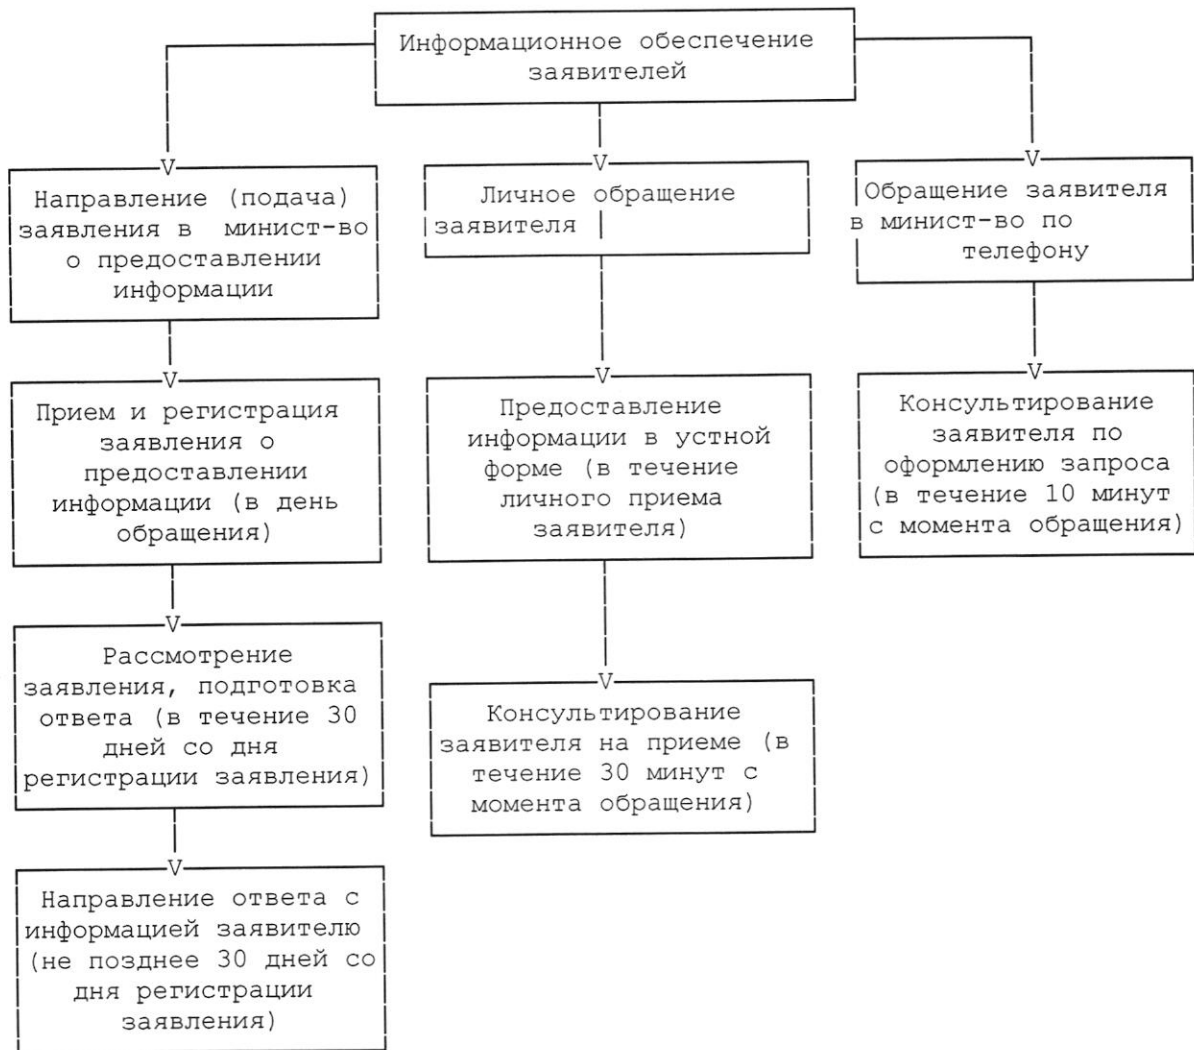 Информационное обеспечение
заявителей
V
Направление (подача)
заявления в минист-во
о предоставлении
информации
V
Прием и регистрация
заявления о
предоставлении
информации (в день
обращения)
V
Рассмотрение
заявления, подготовка
ответа (в течение 30
дней со дня
регистрации заявления)
V
Направление ответа с
информацией заявителю
(не позднее 30 дней со
дня регистрации
заявления)
V
Личное обращение
заявителя
V
Предоставление
информации в устной
форме (в течение
личного приема
заявителя)
V
Консультирование
заявителя на приеме (в
течение 30 минут с
момента обращения)
V
Обращение заявителя
в минист-во по
телефону
V
Консультирование
заявителя по
оформлению запроса
(в течение 10 минут
с момента обращения)